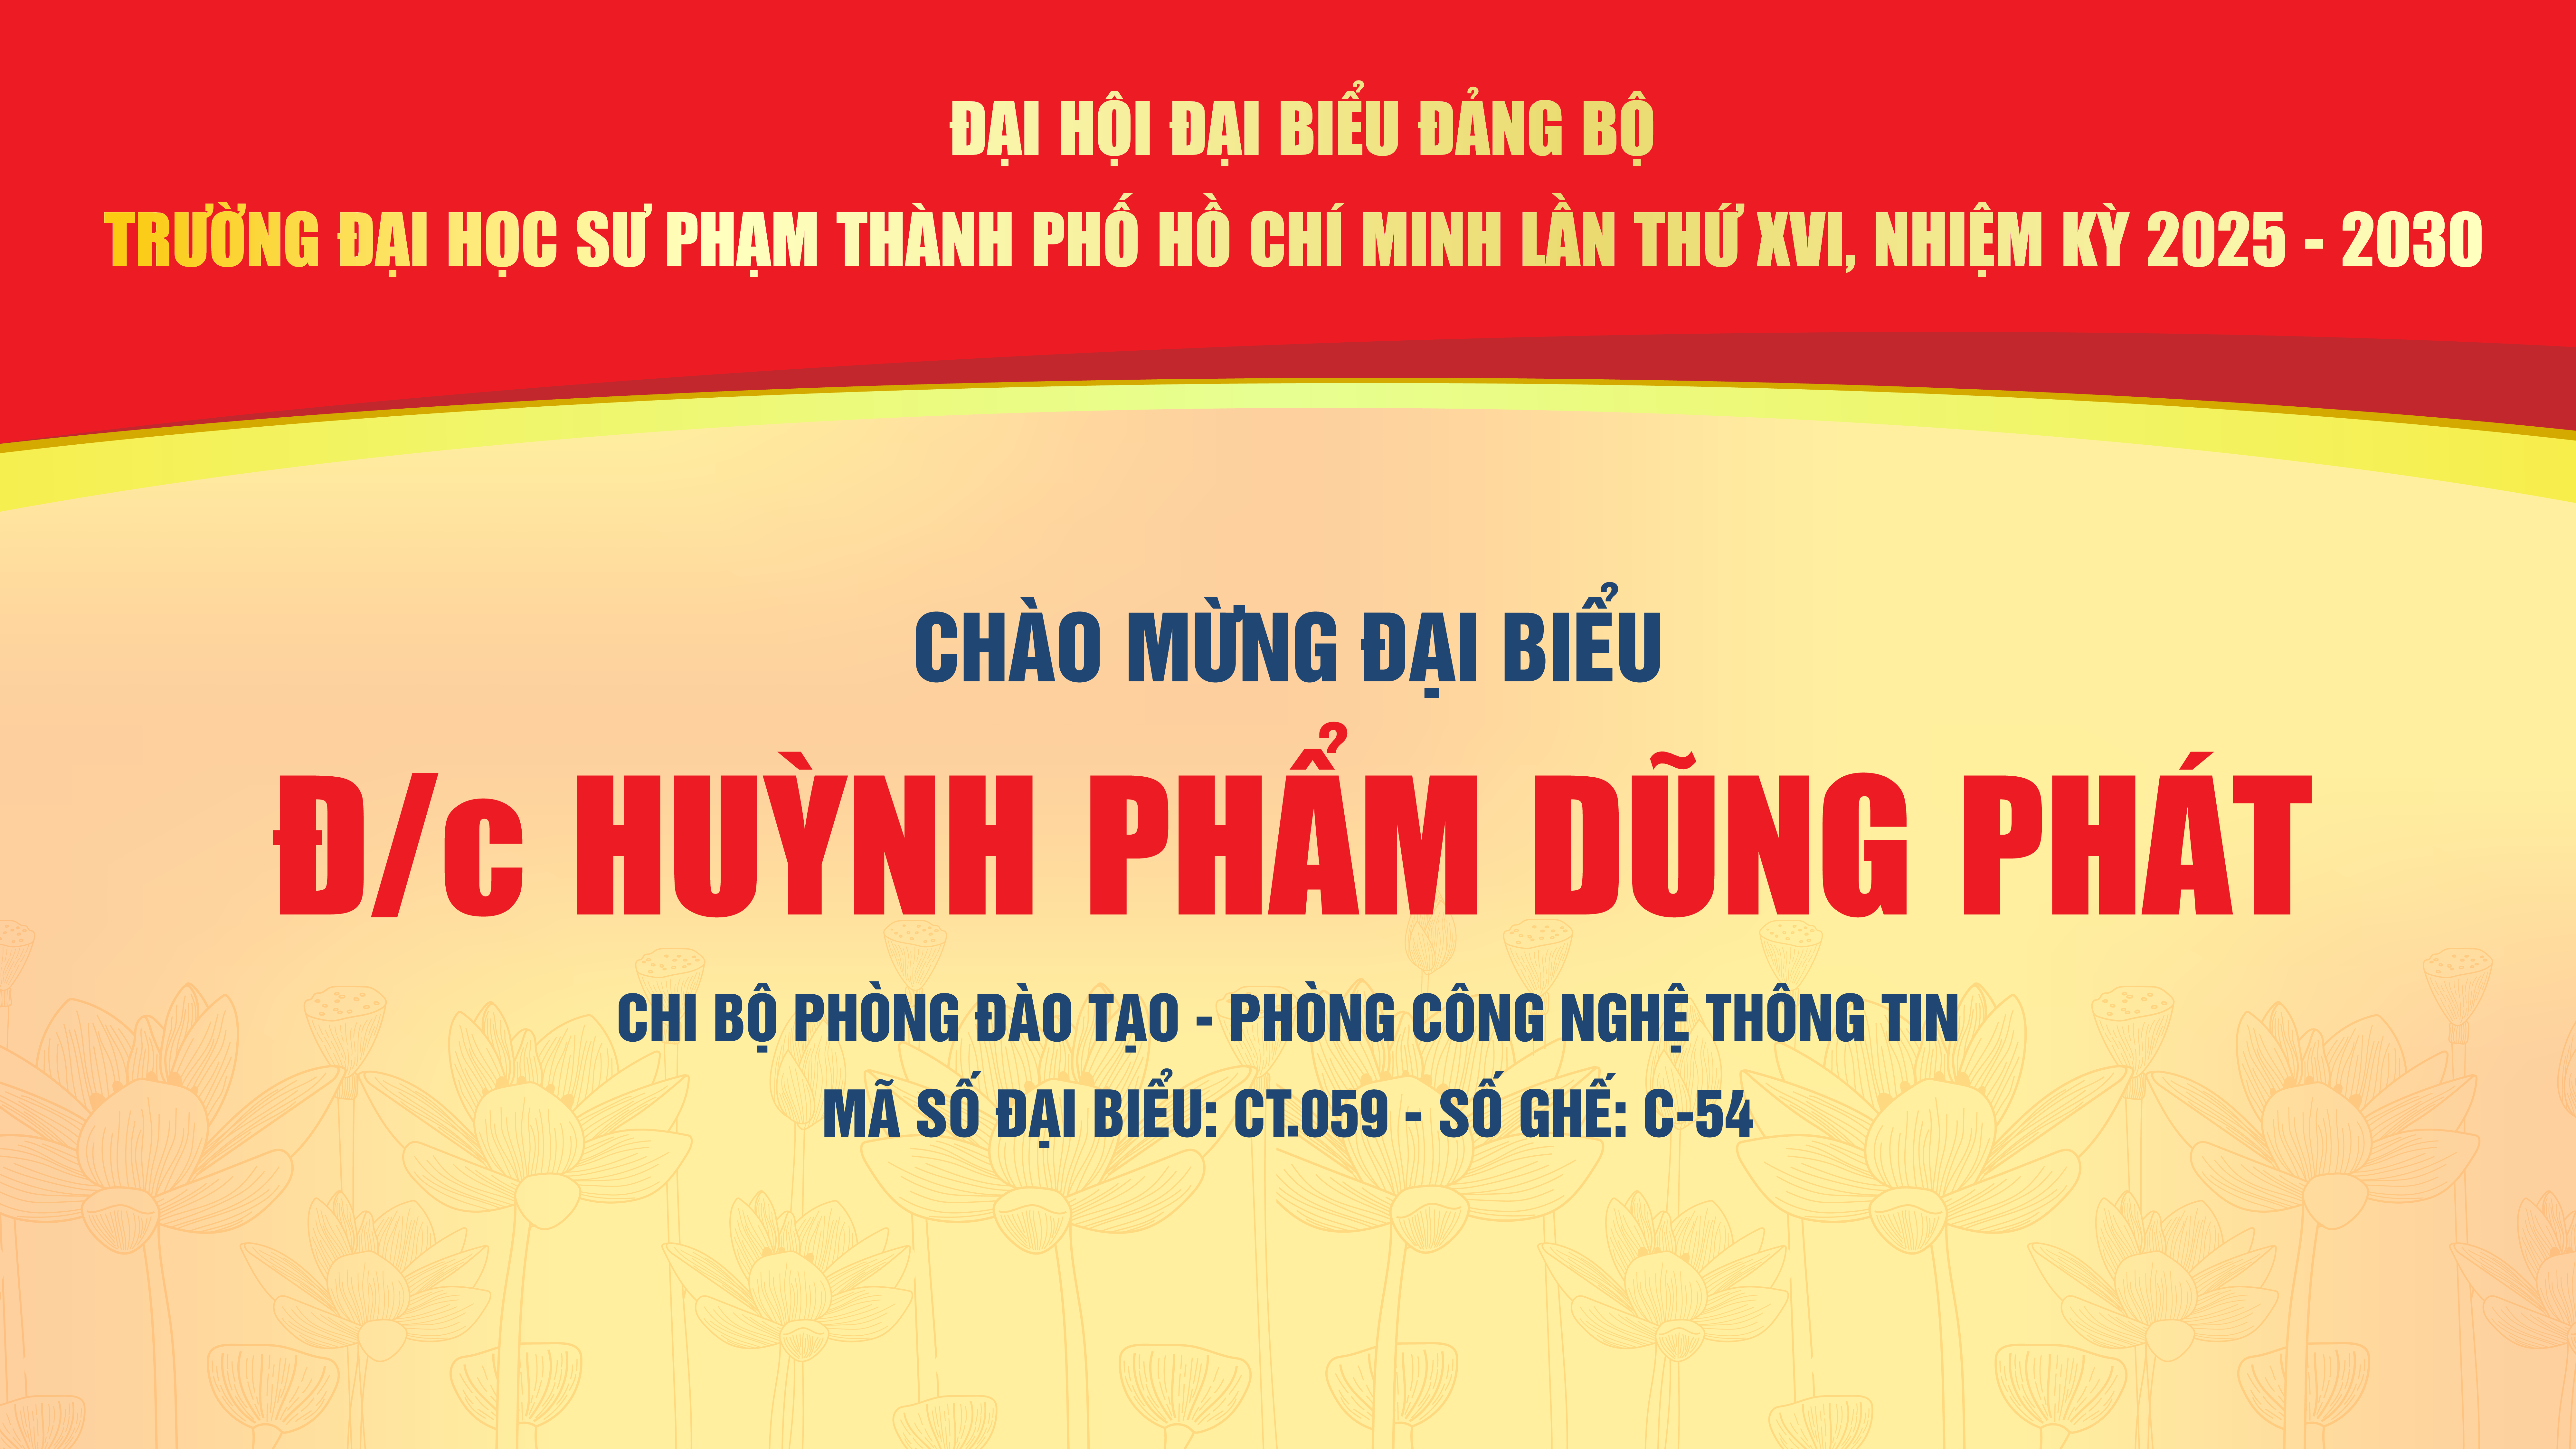 ĐẠI HỘI ĐẠI BIỂU ĐẢNG BỘ
TRƯỜNG ĐẠI HỌC SƯ PHẠM THÀNH PHỐ HỒ CHÍ MINH LẦN THỨ XVI, NHIỆM KỲ 2025 - 2030
CHÀO MỪNG ĐẠI BIỂU
Đ/c HUỲNH PHẨM DŨNG PHÁT
CHI BỘ PHÒNG ĐÀO TẠO - PHÒNG CÔNG NGHỆ THÔNG TIN
MÃ SỐ ĐẠI BIỂU: CT.059 - SỐ GHẾ: C-54